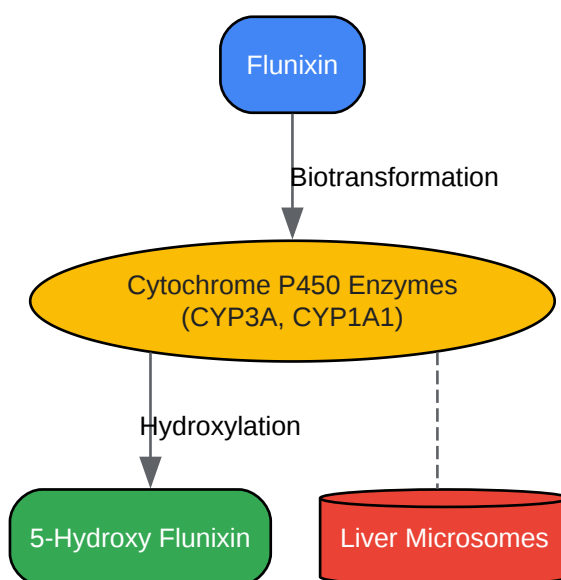 Flunixin
Biotransformation
Cytochrome P450 Enzymes
(CYP3A, CYP1A1)
Hydroxylation
5-Hydroxy Flunixin
Liver Microsomes